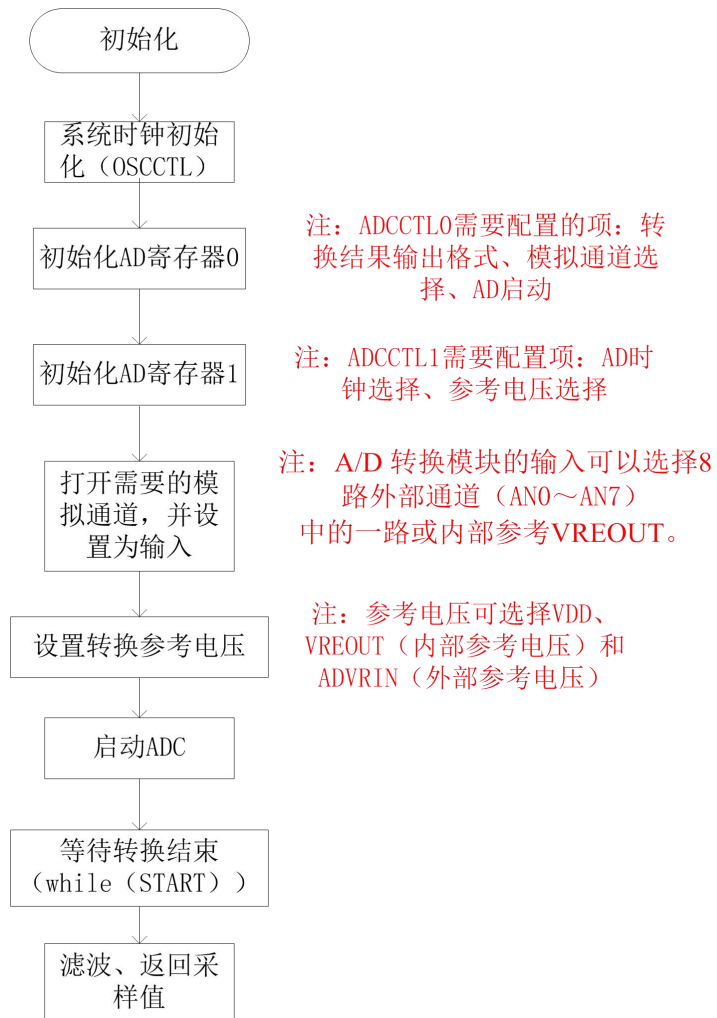 初始化
系统时钟初始
化（OSCCTL）
初始化AD寄存器0
注：ADCCTL0需要配置的项：转
换结果输出格式、模拟通道选
择、AD启动
初始化AD寄存器1
注：ADCCTL1需要配置项：AD时
钟选择、参考电压选择
打开需要的模
拟通道，并设
置为输入
注：A/D 转换模块的输入可以选择8
路外部通道（AN0～AN7）
中的一路或内部参考VREOUT。
设置转换参考电压
注：参考电压可选择VDD、
VREOUT（内部参考电压）和
ADVRIN（外部参考电压）
启动ADC
等待转换结束
（while（START））
滤波、返回采
样值